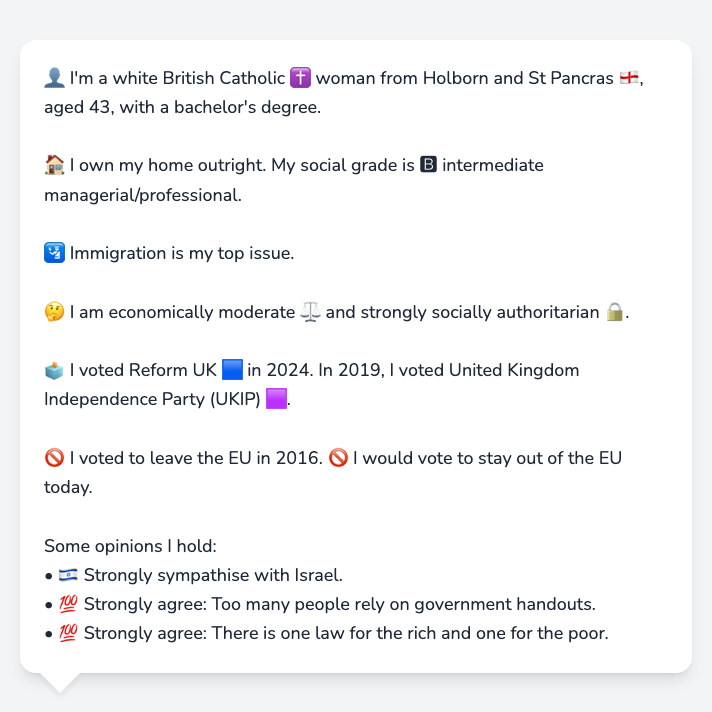 👤 I'm a white British Catholic ✝️ woman from Holborn and St Pancras 🏴󠁧󠁢󠁥󠁮󠁧󠁿,
aged 43, with a bachelor's degree.
🏠 I own my home outright. My social grade is 🅱 intermediate
managerial/professional.
🛂 Immigration is my top issue.
🤔 I am economically moderate ⚖️ and strongly socially authoritarian 🔒.
🗳️ I voted Reform UK 🟦 in 2024. In 2019, I voted United Kingdom
Independence Party (UKIP) 🟪.
🚫 I voted to leave the EU in 2016. 🚫 I would vote to stay out of the EU
today.
Some opinions I hold:
• 🇮🇱 Strongly sympathise with Israel.
• 💯 Strongly agree: Too many people rely on government handouts.
• 💯 Strongly agree: There is one law for the rich and one for the poor.